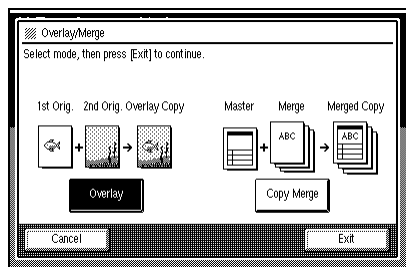 Overlay/Merge
Select mode, then press [Exit] to continue.
1st Orig. 2nd Orig. Overlay Copy Master Merge Merged Copy
ABC ABC
Overlay Copy Merge
Cancel Exit